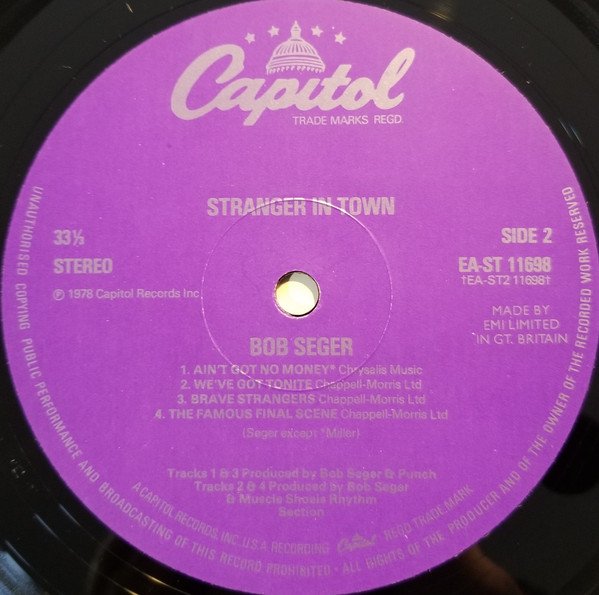 Capitol
TRADE MARKS REGD.
STRANGER IN TOWN
33⅓
STEREO
℗ 1978 Capitol Records Inc
SIDE 2
EA-ST 11698
†EA-ST2 11698†
MADE BY
EMI LIMITED
IN GT. BRITAIN
BOB SEGER
1. AIN'T GOT NO MONEY* Chrysalis Music
2. WE'VE GOT TONITE Chappell-Morris Ltd
3. BRAVE STRANGERS Chappell-Morris Ltd
4. THE FAMOUS FINAL SCENE Chappell-Morris Ltd
(Seger except *Miller)
Tracks 1 & 3 Produced by Bob Seger & Punch
Tracks 2 & 4 Produced by Bob Seger
& Muscle Shoals Rhythm
Section
A CAPITOL RECORDS, INC. U.S.A. RECORDING Capitol REGD TRADE MARK
UNAUTHORISED COPYING PUBLIC PERFORMANCE AND BROADCASTING OF THIS RECORD PROHIBITED · ALL RIGHTS OF THE PRODUCER AND OF THE OWNER OF THE RECORDED WORK RESERVED